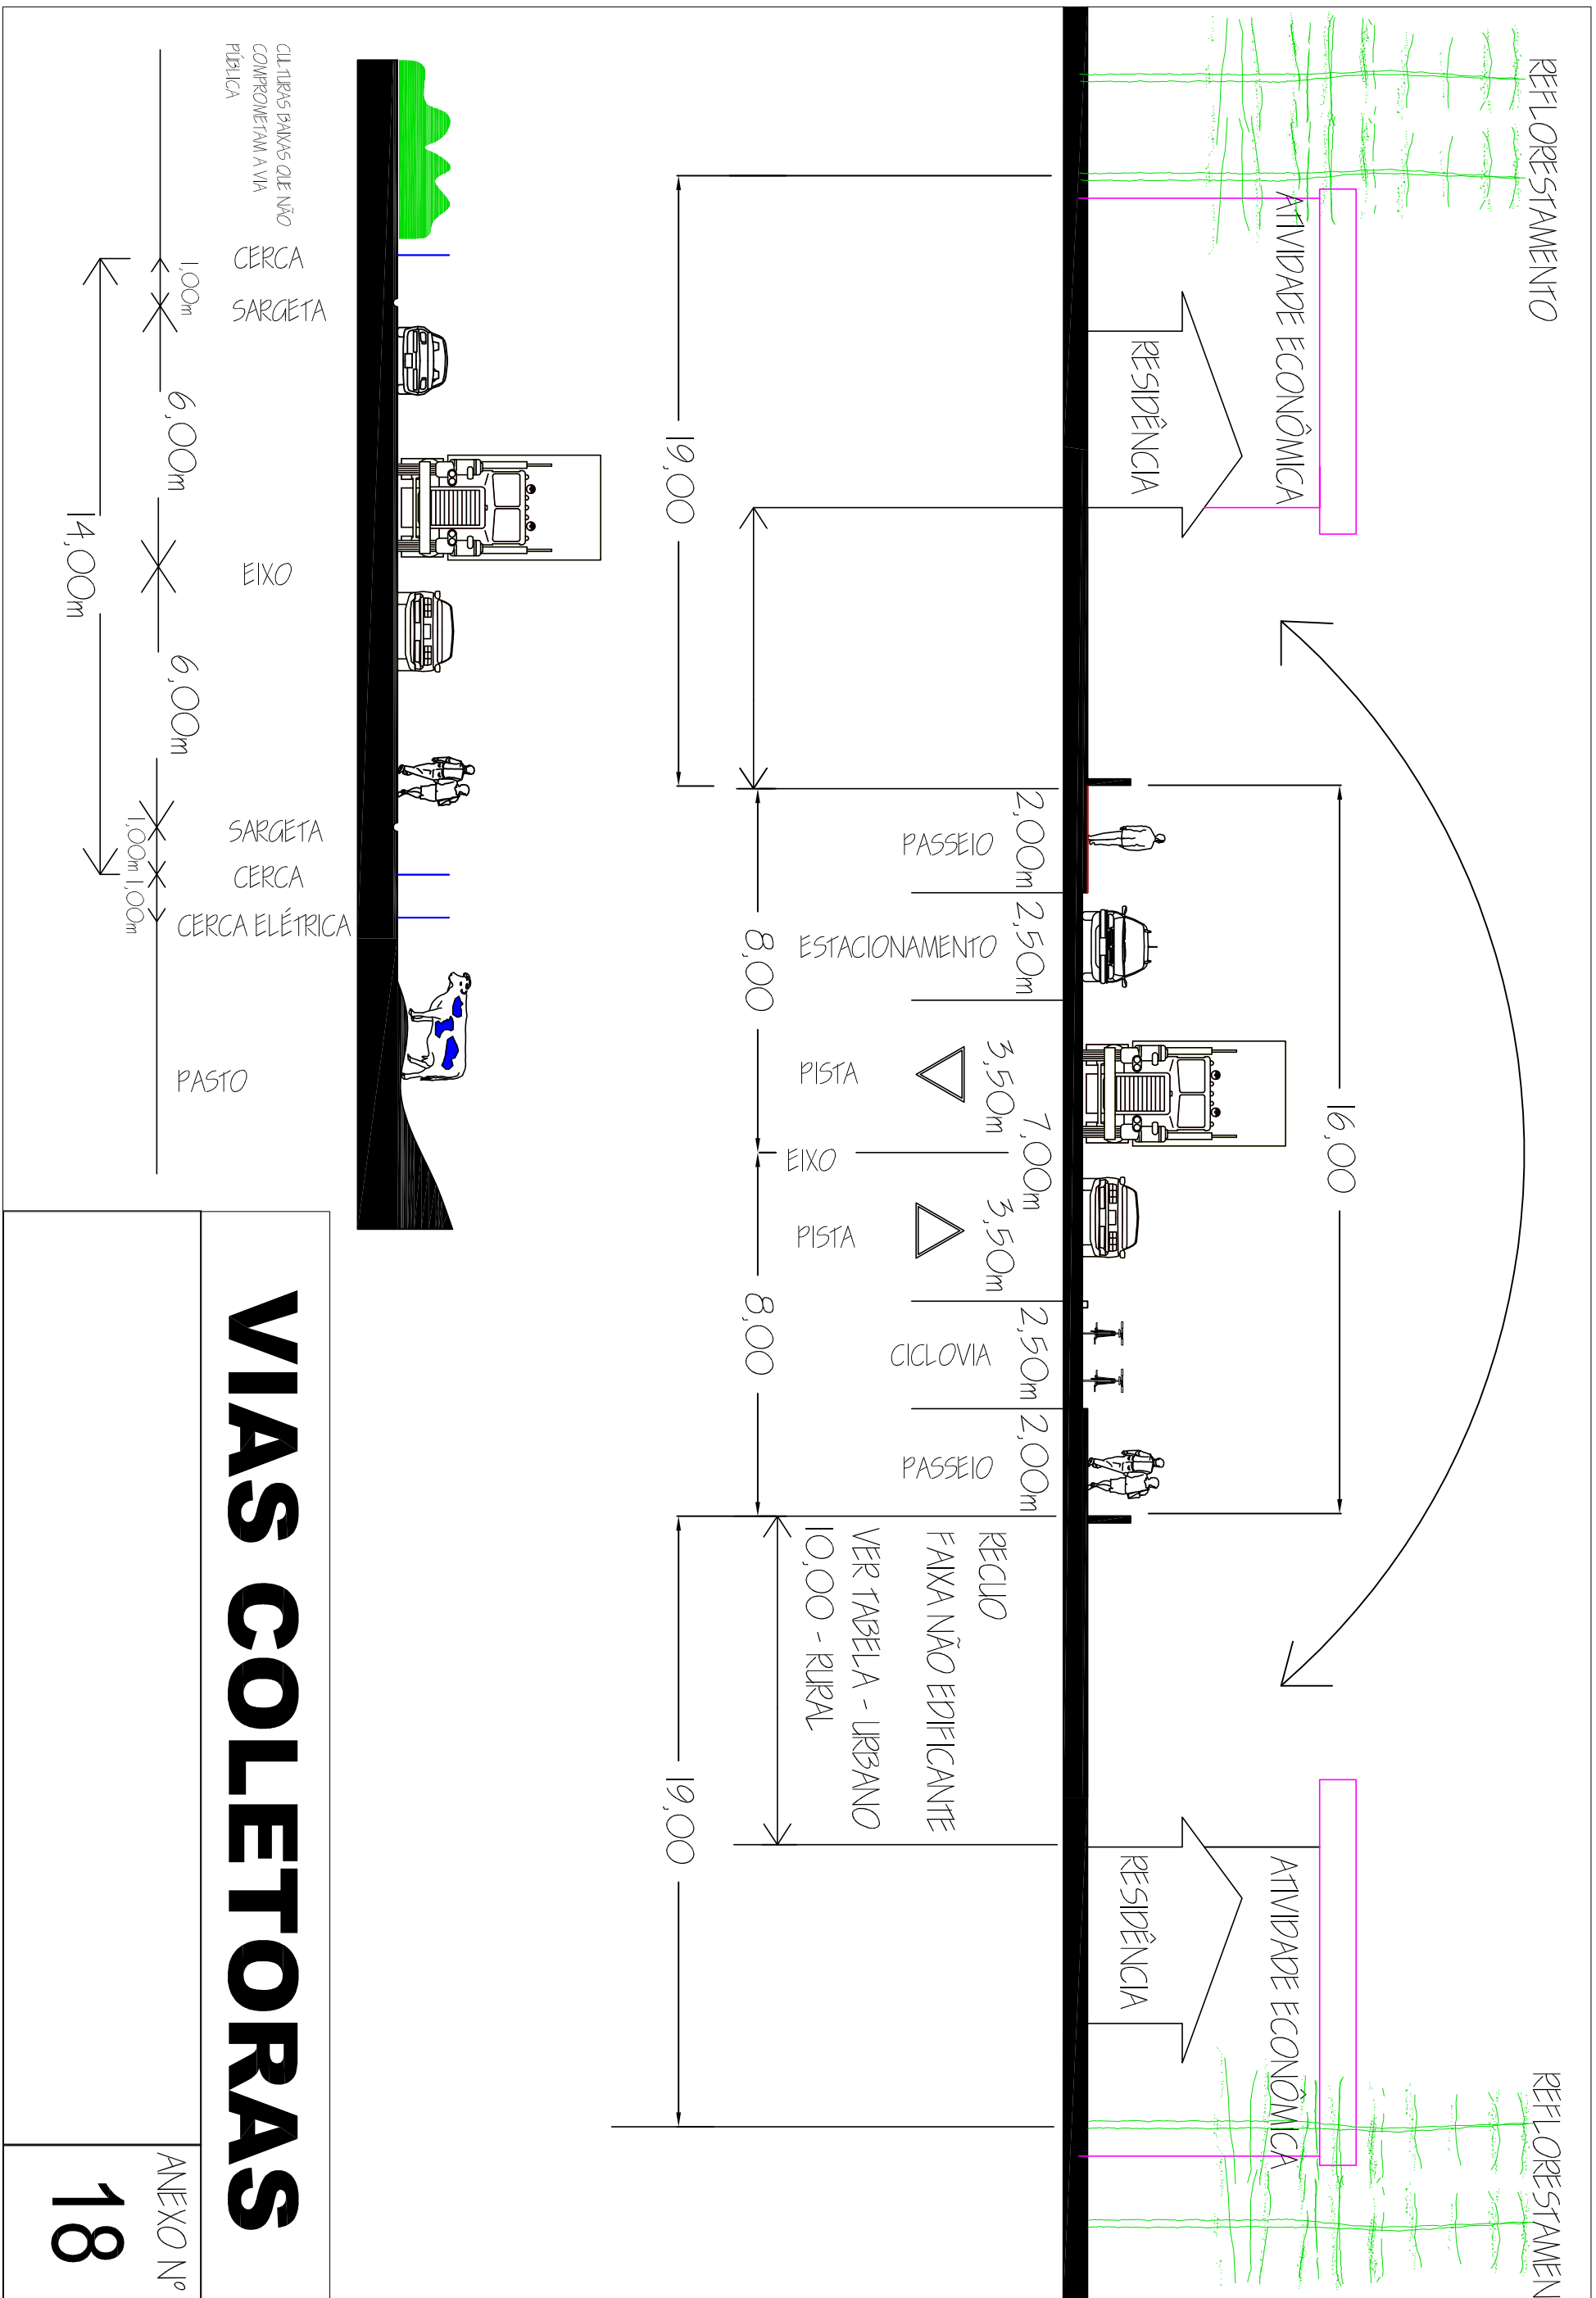 REFLORESTAMENTO
REFLORESTAMEN
ATIVIDADE ECONÔMICA
ATIVIDADE ECONÔMICA
RESIDÊNCIA
RESIDÊNCIA
16,00
2,00m
2,50m
3,50m
7,00m
3,50m
2,50m
2,00m
PASSEIO
ESTACIONAMENTO
PISTA
EIXO
PISTA
CICLOVIA
PASSEIO
RECUO
FAIXA NÃO EDIFICANTE
VER TABELA - URBANO
10,00 - RURAL
8,00
8,00
19,00
19,00
CULTURAS BAIXAS QUE NÃO
COMPROMETAM A VIA
PÚBLICA
CERCA
SARGETA
EIXO
SARGETA
CERCA
CERCA ELÉTRICA
PASTO
1,00m
6,00m
6,00m
1,00m
1,00m
14,00m
VIAS COLETORAS
ANEXO Nº
18